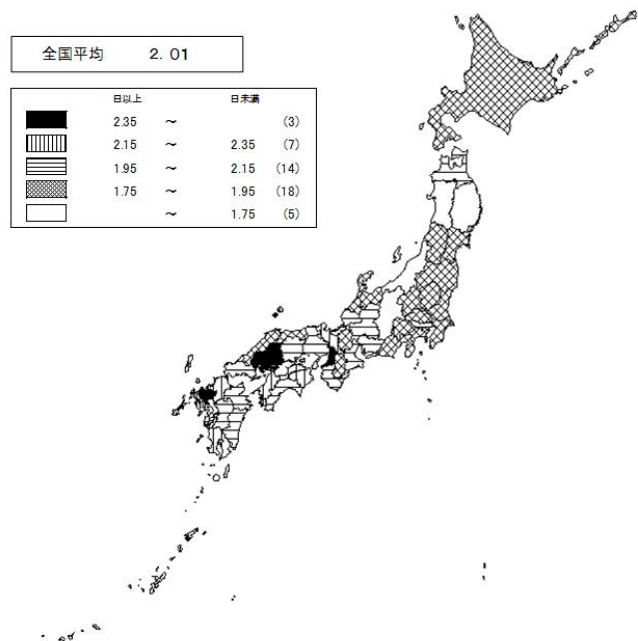 全国平均 2.01
日以上 日未満
2.35 ～ (3)
2.15 ～ 2.35 (7)
1.95 ～ 2.15 (14)
1.75 ～ 1.95 (18)
～ 1.75 (5)